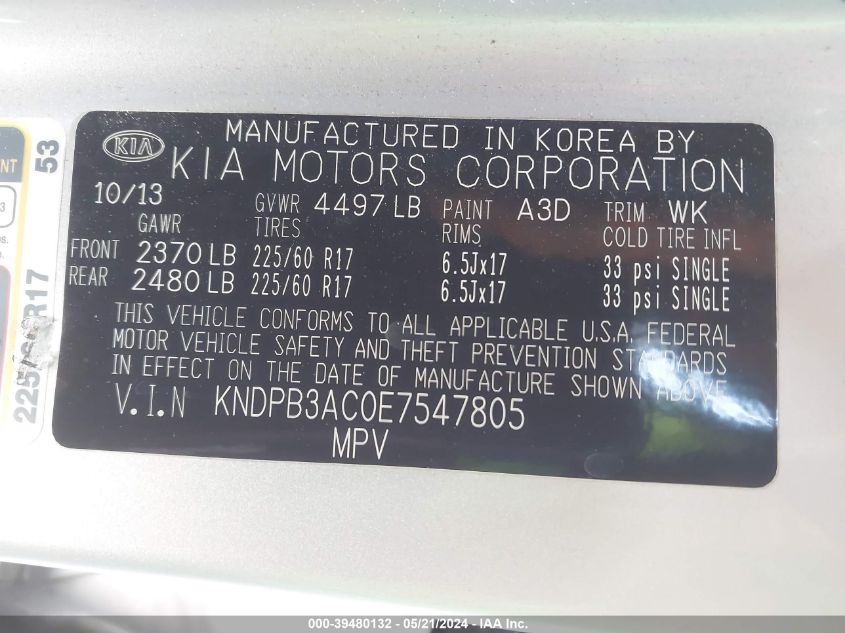 KIA
MANUFACTURED IN KOREA BY
KIA MOTORS CORPORATION
10/13 GVWR 4497 LB PAINT A3D TRIM WK
GAWR TIRES RIMS COLD TIRE INFL
FRONT 2370 LB 225/60 R17 6.5Jx17 33 psi SINGLE
REAR 2480 LB 225/60 R17 6.5Jx17 33 psi SINGLE
THIS VEHICLE CONFORMS TO ALL APPLICABLE U.S.A. FEDERAL
MOTOR VEHICLE SAFETY AND THEFT PREVENTION STANDARDS
IN EFFECT ON THE DATE OF MANUFACTURE SHOWN ABOVE
V.I.N KNDPB3AC0E7547805
MPV
53
3
000-39480132 - 05/21/2024 - IAA Inc.